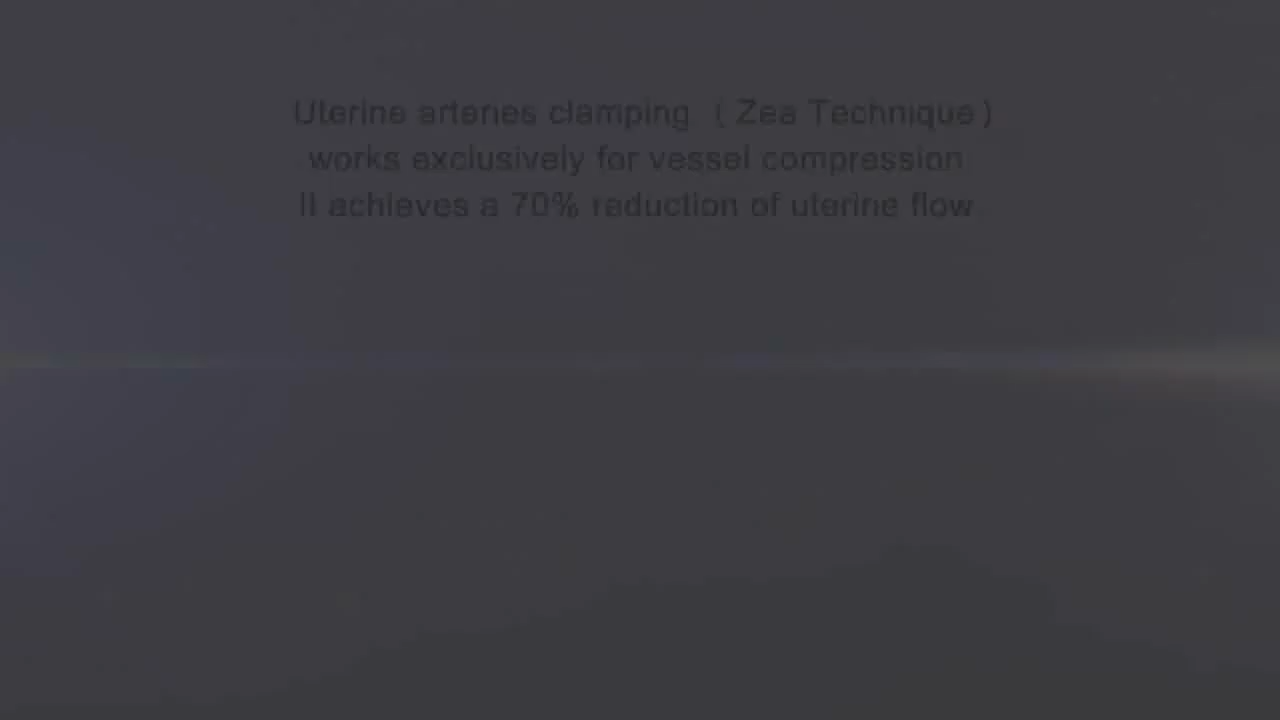 Uterine arteries clamping ( Zea Technique )
works exclusively for vessel compression
It achieves a 70% reduction of uterine flow